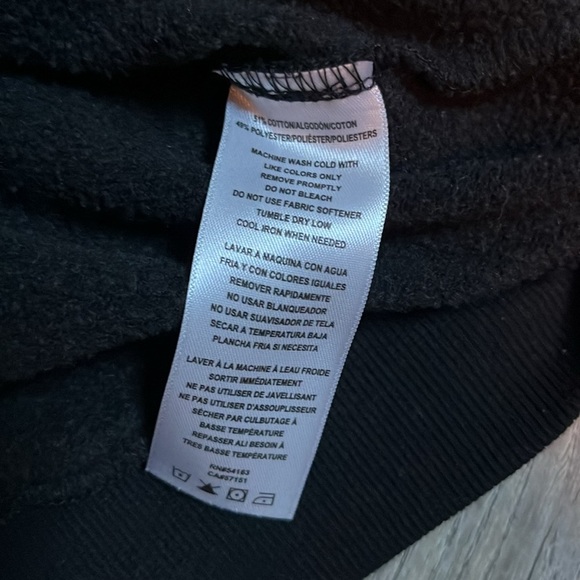 51% COTTON/ALGODÓN/COTON
49% POLYESTER/POLIÉSTER/POLIESTERS
MACHINE WASH COLD WITH
LIKE COLORS ONLY
REMOVE PROMPTLY
DO NOT BLEACH
DO NOT USE FABRIC SOFTENER
TUMBLE DRY LOW
COOL IRON WHEN NEEDED
LAVAR A MAQUINA CON AGUA
FRIA Y CON COLORES IGUALES
REMOVER RAPIDAMENTE
NO USAR BLANQUEADOR
NO USAR SUAVISADOR DE TELA
SECAR A TEMPERATURA BAJA
PLANCHA FRIA SI NECESITA
LAVER À LA MACHINE À LEAU FROIDE
SORTIR IMMÉDIATEMENT
NE PAS UTILISER DE JAVELLISANT
NE PAS UTILISER D'ASSOUPLISSEUR
SÉCHER PAR CULBUTAGE À
BASSE TEMPÉRATURE
REPASSER ALI BESOIN À
TRES BASSE TEMPÉRATURE
RN#54163
CA#57151